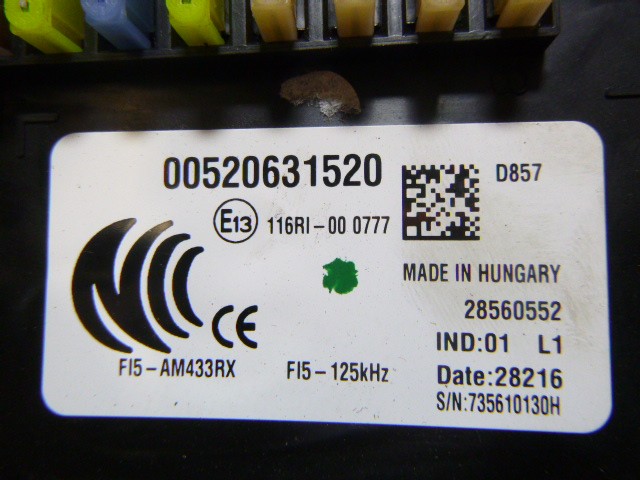 00520631520
D857
E13 116RI-00 0777
MADE IN HUNGARY
28560552
NCC CE
IND:01 L1
FI5-AM433RX FI5-125kHz
Date:28216
S/N:735610130H